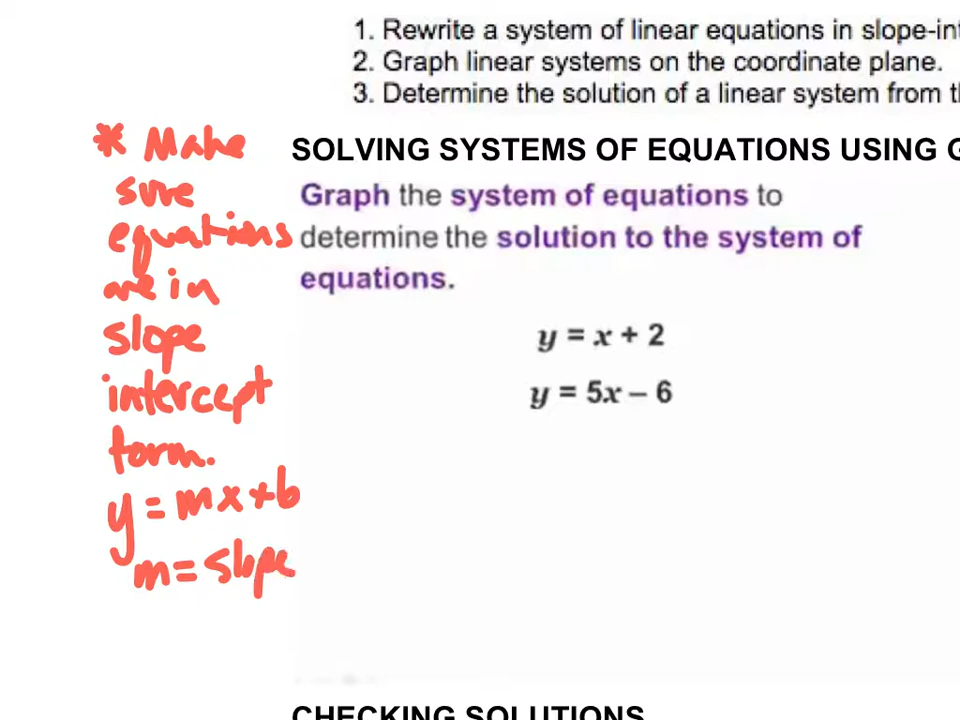 1. Rewrite a system of linear equations in slope-int
2. Graph linear systems on the coordinate plane.
3. Determine the solution of a linear system from th
SOLVING SYSTEMS OF EQUATIONS USING G
Graph the system of equations to
determine the solution to the system of
equations.
y = x + 2
y = 5x – 6
* Make
sure
equations
are in
slope
intercept
form.
y = mx + b
m = slope
CHECKING SOLUTIONS